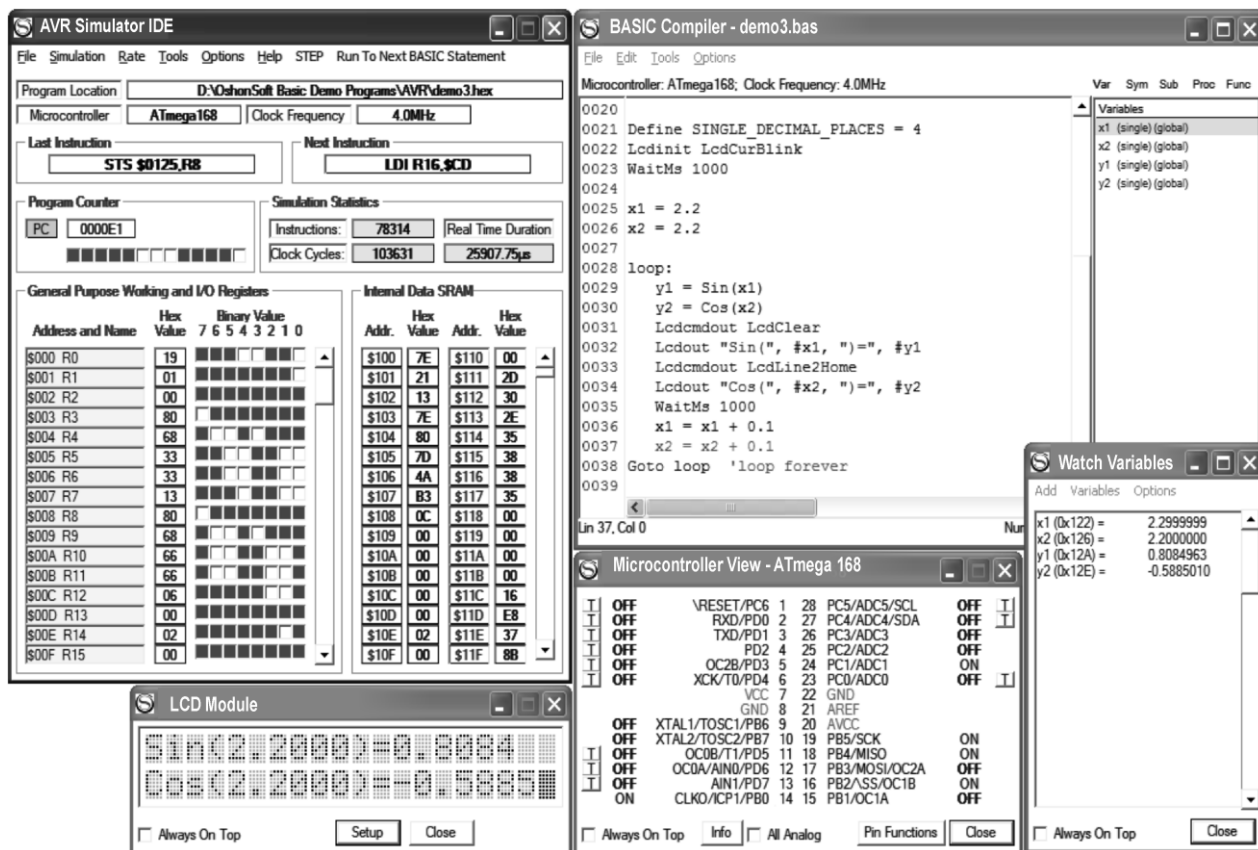 AVR Simulator IDE
File Simulation Rate Tools Options Help STEP Run To Next BASIC Statement
Program Location D:\OshonSoft Basic Demo Programs\AVR\demo3.hex
Microcontroller ATmega168 Clock Frequency 4.0MHz
Last Instruction Next Instruction
STS $0125,R8 LDI R16,$CD
Program Counter Simulation Statistics
PC 0000E1 Instructions: 78314 Real Time Duration
Clock Cycles: 103631 25907.75µs
General Purpose Working and I/O Registers Internal Data SRAM
Hex Binary Value Hex Hex
Address and Name Value 7 6 5 4 3 2 1 0 Addr. Value Addr. Value
$000 R0 19 $100 7E $110 00
$001 R1 01 $101 21 $111 2D
$002 R2 00 $102 13 $112 30
$003 R3 80 $103 7E $113 2E
$004 R4 68 $104 80 $114 35
$005 R5 33 $105 7D $115 38
$006 R6 33 $106 4A $116 38
$007 R7 13 $107 B3 $117 35
$008 R8 80 $108 0C $118 00
$009 R9 68 $109 00 $119 00
$00A R10 66 $10A 00 $11A 00
$00B R11 66 $10B 00 $11B 00
$00C R12 06 $10C 00 $11C 16
$00D R13 00 $10D 00 $11D E8
$00E R14 02 $10E 02 $11E 37
$00F R15 00 $10F 00 $11F 8B
BASIC Compiler - demo3.bas
File Edit Tools Options
Microcontroller: ATmega168; Clock Frequency: 4.0MHz Var Sym Sub Proc Func
Variables
x1 (single)(global)
x2 (single)(global)
y1 (single)(global)
y2 (single)(global)
0020
0021 Define SINGLE_DECIMAL_PLACES = 4
0022 Lcdinit LcdCurBlink
0023 WaitMs 1000
0024
0025 x1 = 2.2
0026 x2 = 2.2
0027
0028 loop:
0029 y1 = Sin(x1)
0030 y2 = Cos(x2)
0031 Lcdcmdout LcdClear
0032 Lcdout "Sin(", #x1, ")=", #y1
0033 Lcdcmdout LcdLine2Home
0034 Lcdout "Cos(", #x2, ")=", #y2
0035 WaitMs 1000
0036 x1 = x1 + 0.1
0037 x2 = x2 + 0.1
0038 Goto loop 'loop forever
0039
Lin 37, Col 0 Nur
Watch Variables
Add Variables Options
x1 (0x122) = 2.2999999
x2 (0x126) = 2.2000000
y1 (0x12A) = 0.8084963
y2 (0x12E) = -0.5885010
Always On Top Close
Microcontroller View - ATmega 168
T OFF \RESET/PC6 1 28 PC5/ADC5/SCL OFF T
T OFF RXD/PD0 2 27 PC4/ADC4/SDA OFF T
T OFF TXD/PD1 3 26 PC3/ADC3 OFF
T OFF PD2 4 25 PC2/ADC2 OFF
T OFF OC2B/PD3 5 24 PC1/ADC1 ON
T OFF XCK/T0/PD4 6 23 PC0/ADC0 OFF T
VCC 7 22 GND
GND 8 21 AREF
OFF XTAL1/TOSC1/PB6 9 20 AVCC
OFF XTAL2/TOSC2/PB7 10 19 PB5/SCK ON
T OFF OC0B/T1/PD5 11 18 PB4/MISO ON
T OFF OC0A/AIN0/PD6 12 17 PB3/MOSI/OC2A OFF
T OFF AIN1/PD7 13 16 PB2/\SS/OC1B ON
ON CLKO/ICP1/PB0 14 15 PB1/OC1A OFF
Always On Top Info All Analog Pin Functions Close
LCD Module
Sin(2.2000)=0.8084
Cos(2.2000)=-0.5885
Always On Top Setup Close